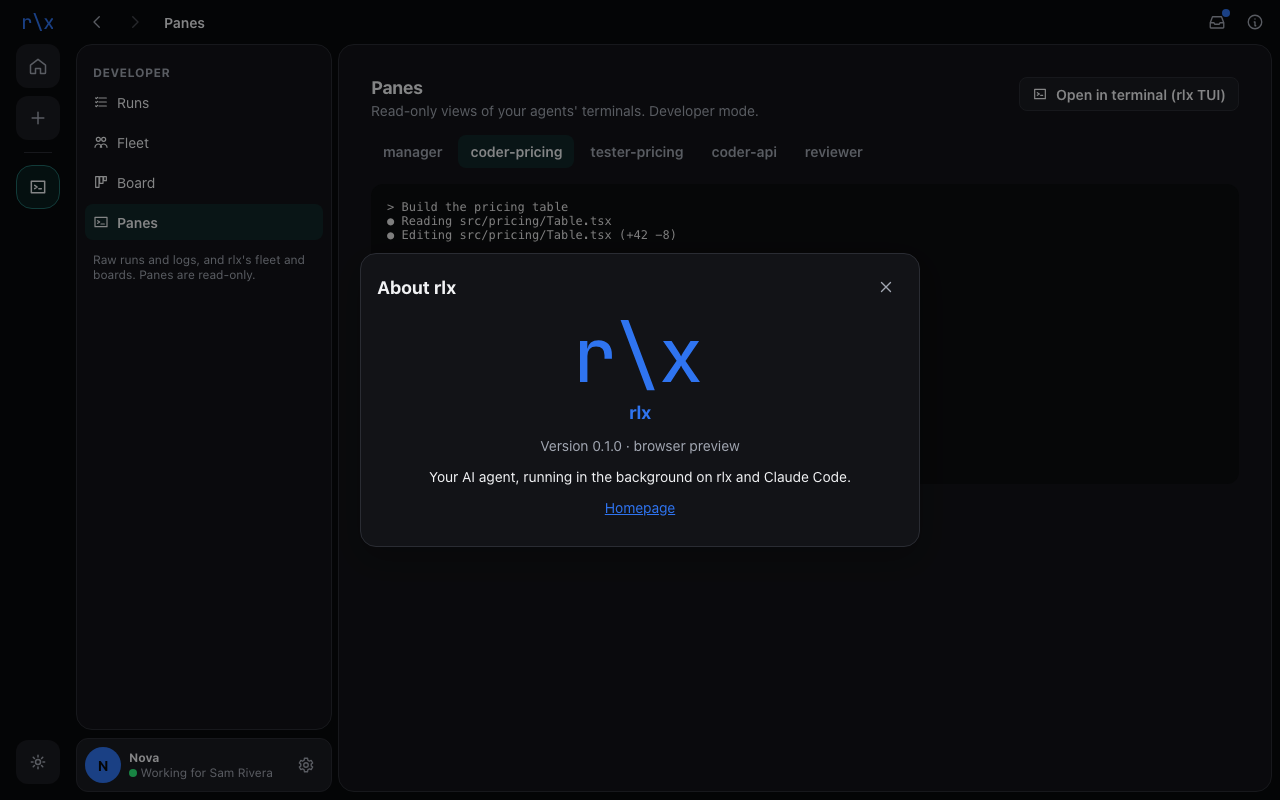 r\x
Panes
DEVELOPER
Runs
Fleet
Board
Panes
Raw runs and logs, and rlx's fleet and
boards. Panes are read-only.
Panes
Read-only views of your agents' terminals. Developer mode.
Open in terminal (rlx TUI)
manager coder-pricing tester-pricing coder-api reviewer
> Build the pricing table
● Reading src/pricing/Table.tsx
● Editing src/pricing/Table.tsx (+42 −8)
About rlx
r\x
rlx
Version 0.1.0 · browser preview
Your AI agent, running in the background on rlx and Claude Code.
Homepage
N
Nova
Working for Sam Rivera